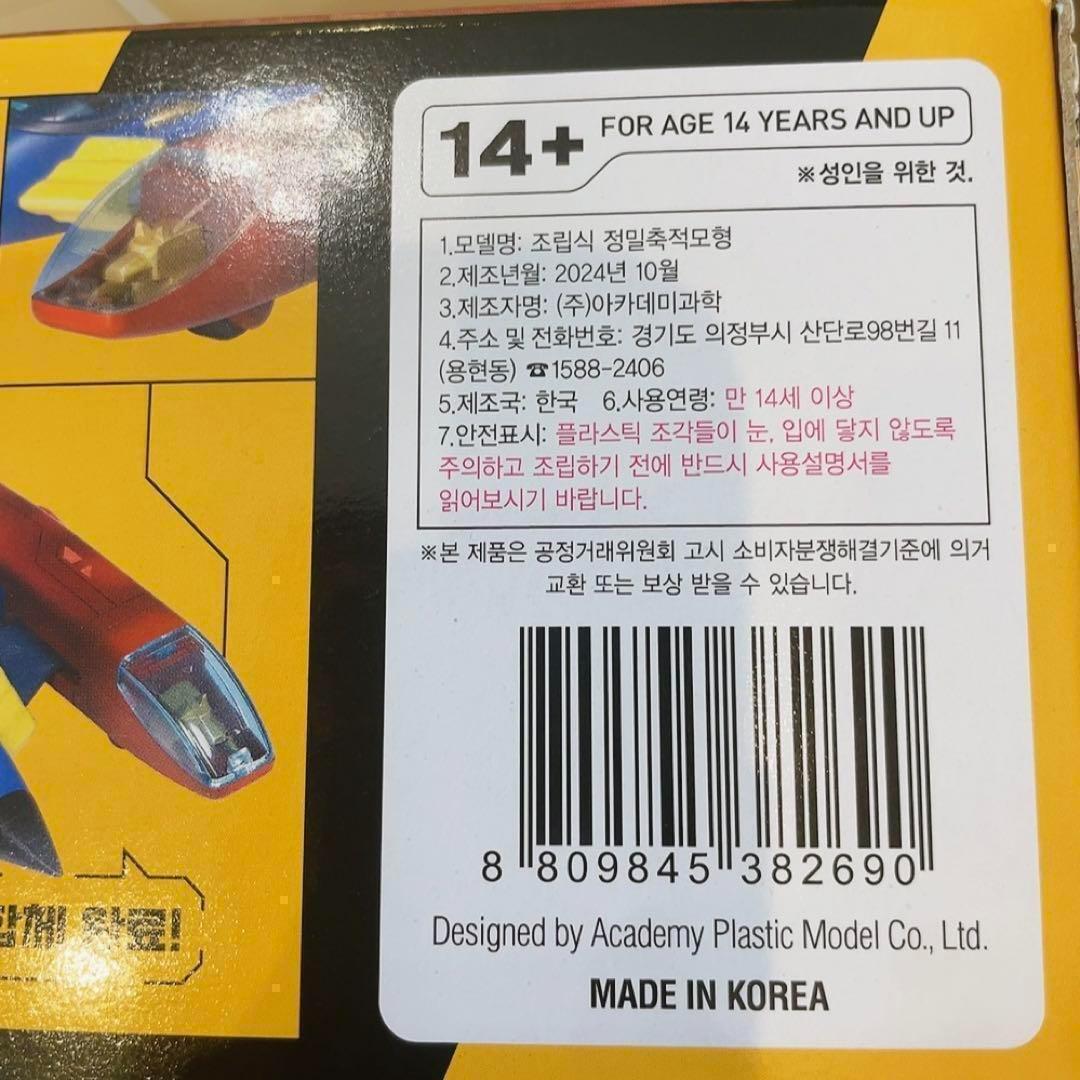 14+ FOR AGE 14 YEARS AND UP
※성인을 위한 것.
1.모델명: 조립식 정밀축적모형
2.제조년월: 2024년 10월
3.제조자명: (주)아카데미과학
4.주소 및 전화번호: 경기도 의정부시 산단로98번길 11
(용현동) ☎1588-2406
5.제조국: 한국 6.사용연령: 만 14세 이상
7.안전표시: 플라스틱 조각들이 눈, 입에 닿지 않도록
주의하고 조립하기 전에 반드시 사용설명서를
읽어보시기 바랍니다.
※본 제품은 공정거래위원회 고시 소비자분쟁해결기준에 의거
교환 또는 보상 받을 수 있습니다.
8 809845 382690
Designed by Academy Plastic Model Co., Ltd.
MADE IN KOREA
합체 완료!